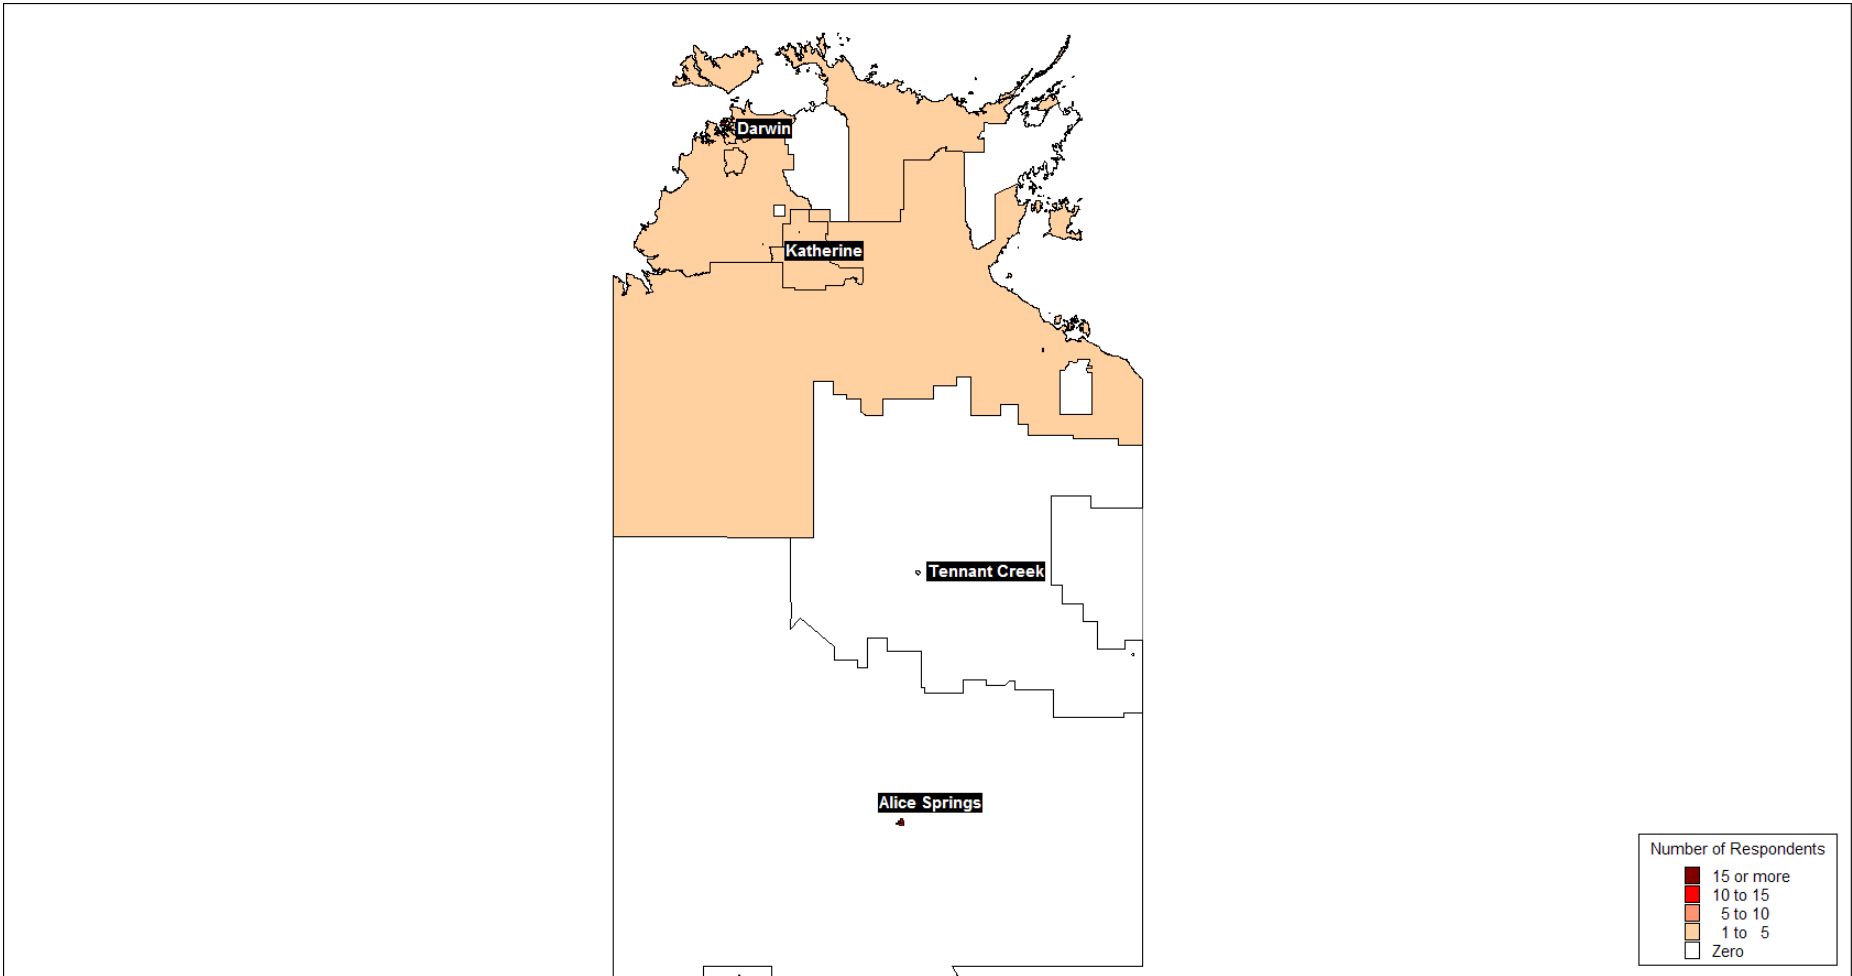 Darwin
Katherine
Tennant Creek
Alice Springs
Number of Respondents
15 or more
10 to 15
5 to 10
1 to 5
Zero